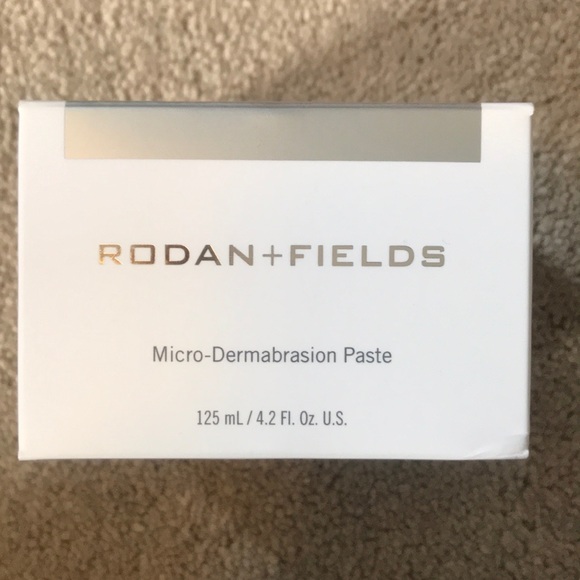 RODAN+FIELDS
Micro-Dermabrasion Paste
125 mL / 4.2 Fl. Oz. U.S.